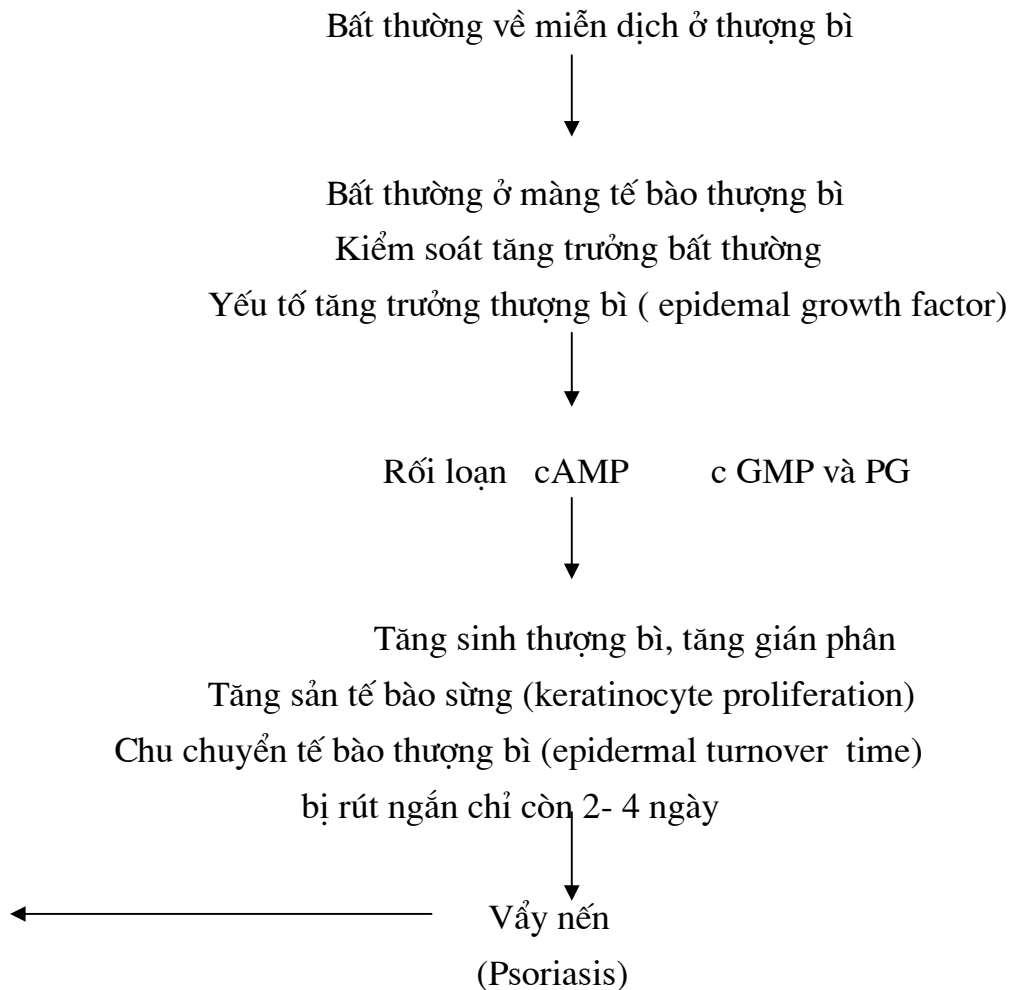 Bất thường về miễn dịch ở thượng bì
Bất thường ở màng tế bào thượng bì
Kiểm soát tăng trưởng bất thường
Yếu tố tăng trưởng thượng bì ( epidemal growth factor)
Rối loạn cAMP c GMP và PG
Tăng sinh thượng bì, tăng gián phân
Tăng sản tế bào sừng (keratinocyte proliferation)
Chu chuyển tế bào thượng bì (epidermal turnover time)
bị rút ngắn chỉ còn 2- 4 ngày
Vẩy nến
(Psoriasis)